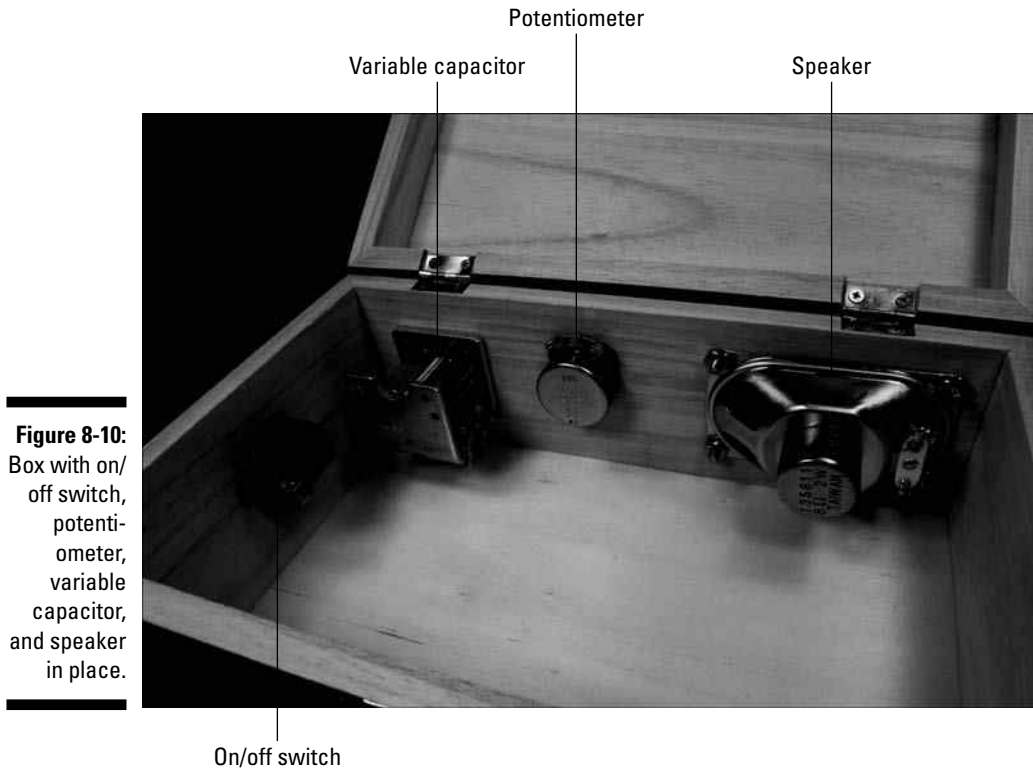 Potentiometer
Variable capacitor
Speaker
Figure 8-10:
Box with on/
off switch,
potenti-
ometer,
variable
capacitor,
and speaker
in place.
TAIWAN
On/off switch